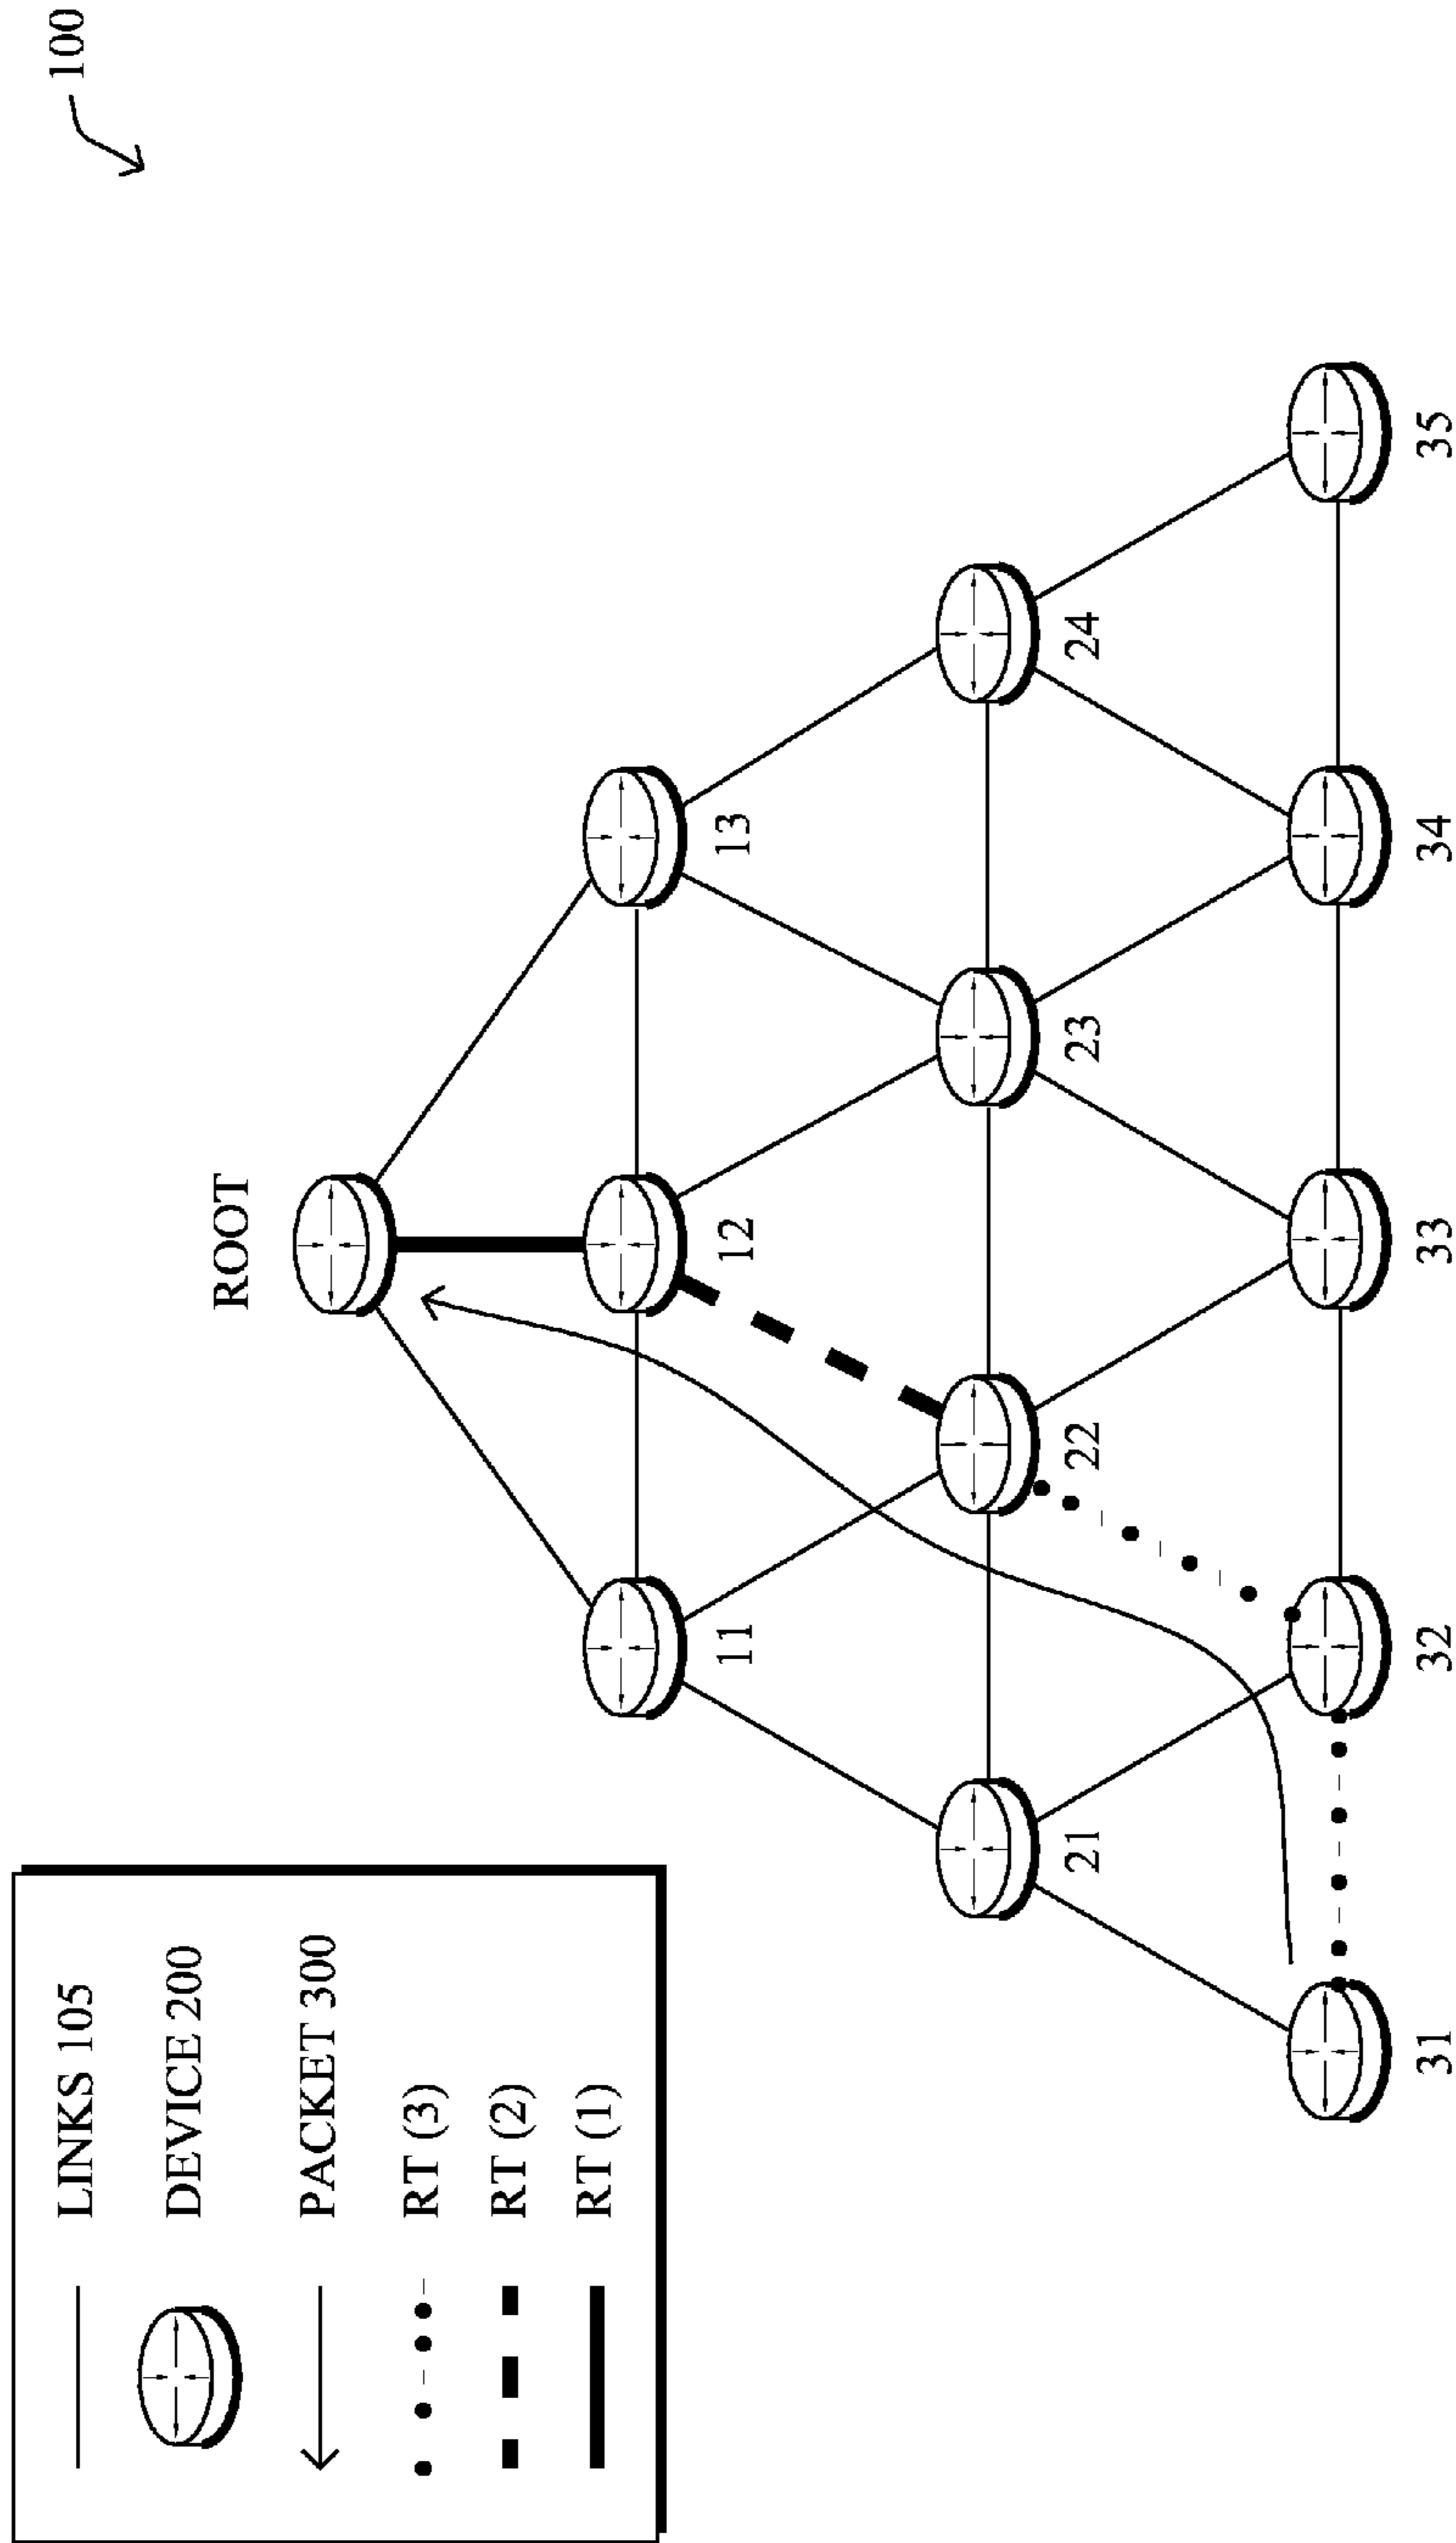 LINKS 105
DEVICE 200
PACKET 300
RT (3)
RT (2)
RT (1)
100
ROOT
11
12
13
21
22
23
24
31
32
33
34
35